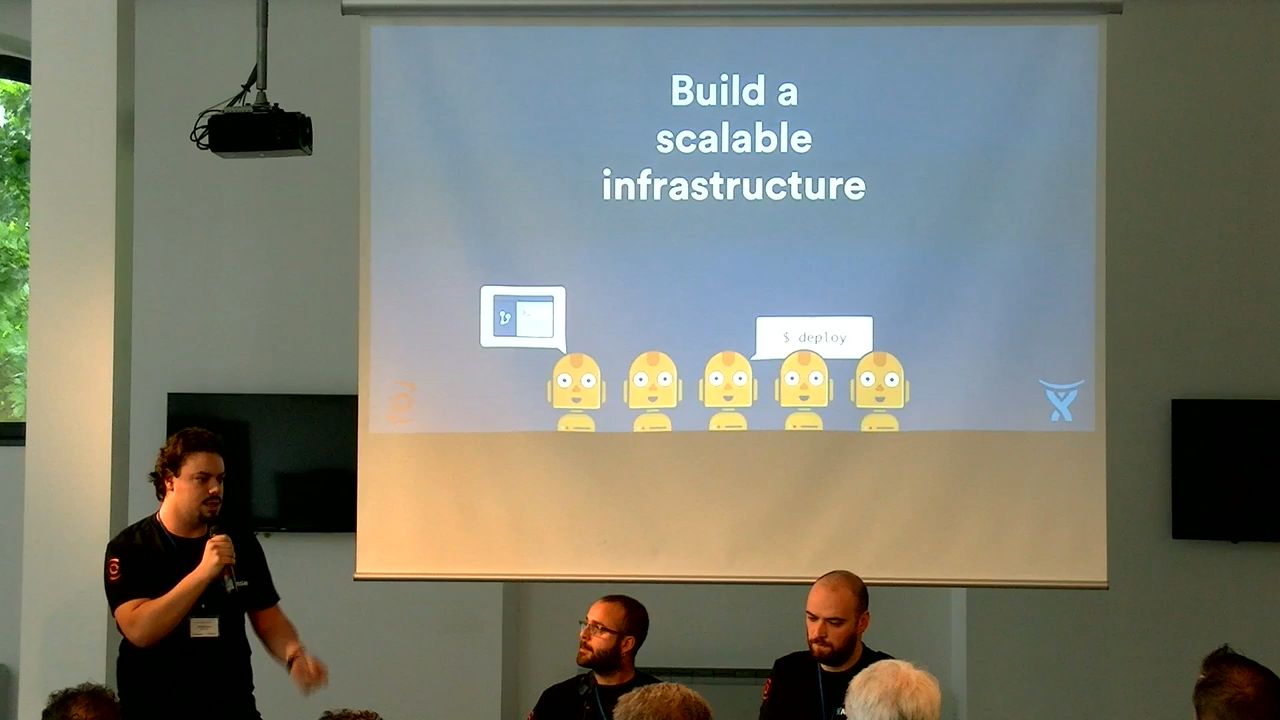 Build a
scalable
infrastructure
$ deploy